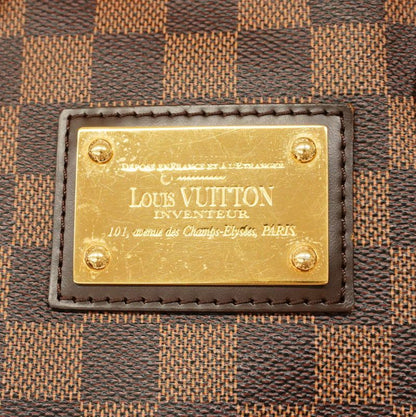 DEPOSE EN FRANCE ET A L'ETRANGER
LOUIS VUITTON
INVENTEUR
101, avenue des Champs-Elysées, PARIS